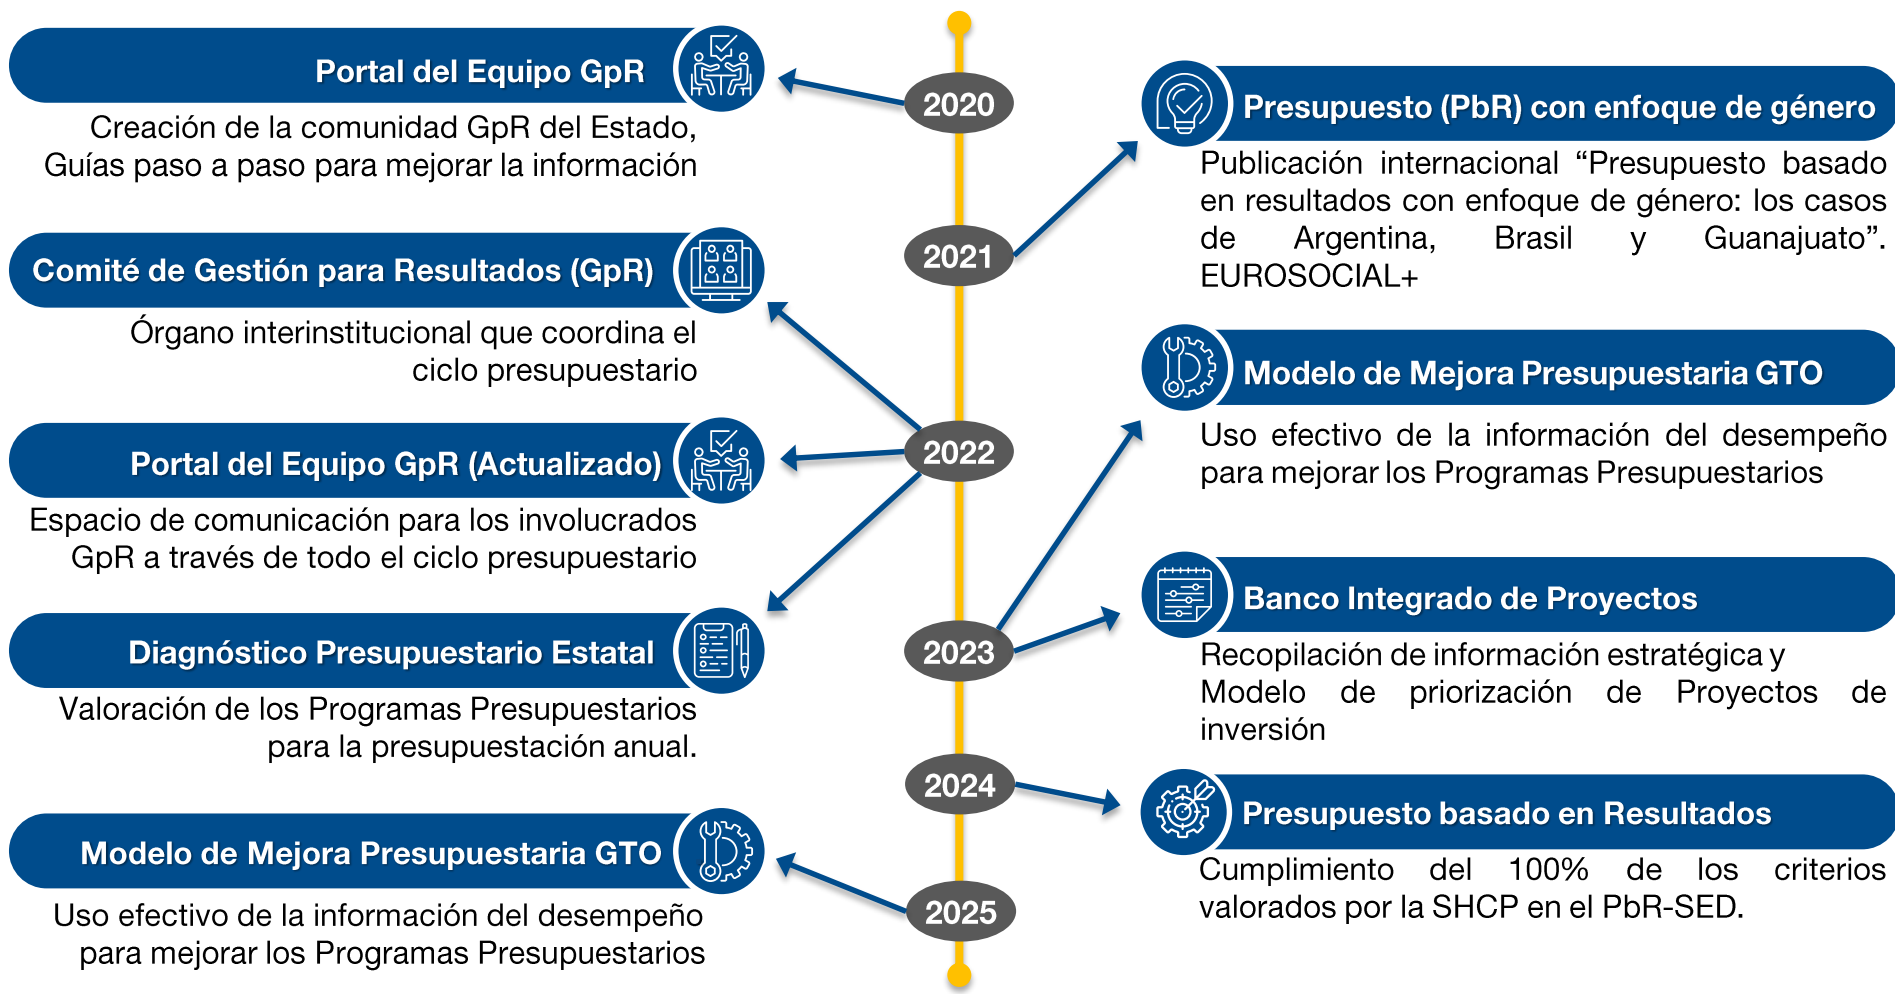 Portal del Equipo GpR
Creación de la comunidad GpR del Estado,
Guías paso a paso para mejorar la información
2020
Presupuesto (PbR) con enfoque de género
Publicación internacional “Presupuesto basado
en resultados con enfoque de género: los casos
de Argentina, Brasil y Guanajuato”.
EUROSOCIAL+
2021
Comité de Gestión para Resultados (GpR)
Órgano interinstitucional que coordina el
ciclo presupuestario
2022
Portal del Equipo GpR (Actualizado)
Espacio de comunicación para los involucrados
GpR a través de todo el ciclo presupuestario
Diagnóstico Presupuestario Estatal
Valoración de los Programas Presupuestarios
para la presupuestación anual.
Modelo de Mejora Presupuestaria GTO
Uso efectivo de la información del desempeño
para mejorar los Programas Presupuestarios
2023
Banco Integrado de Proyectos
Recopilación de información estratégica y
Modelo de priorización de Proyectos de
inversión
2024
Presupuesto basado en Resultados
Cumplimiento del 100% de los criterios
valorados por la SHCP en el PbR-SED.
Modelo de Mejora Presupuestaria GTO
Uso efectivo de la información del desempeño
para mejorar los Programas Presupuestarios
2025